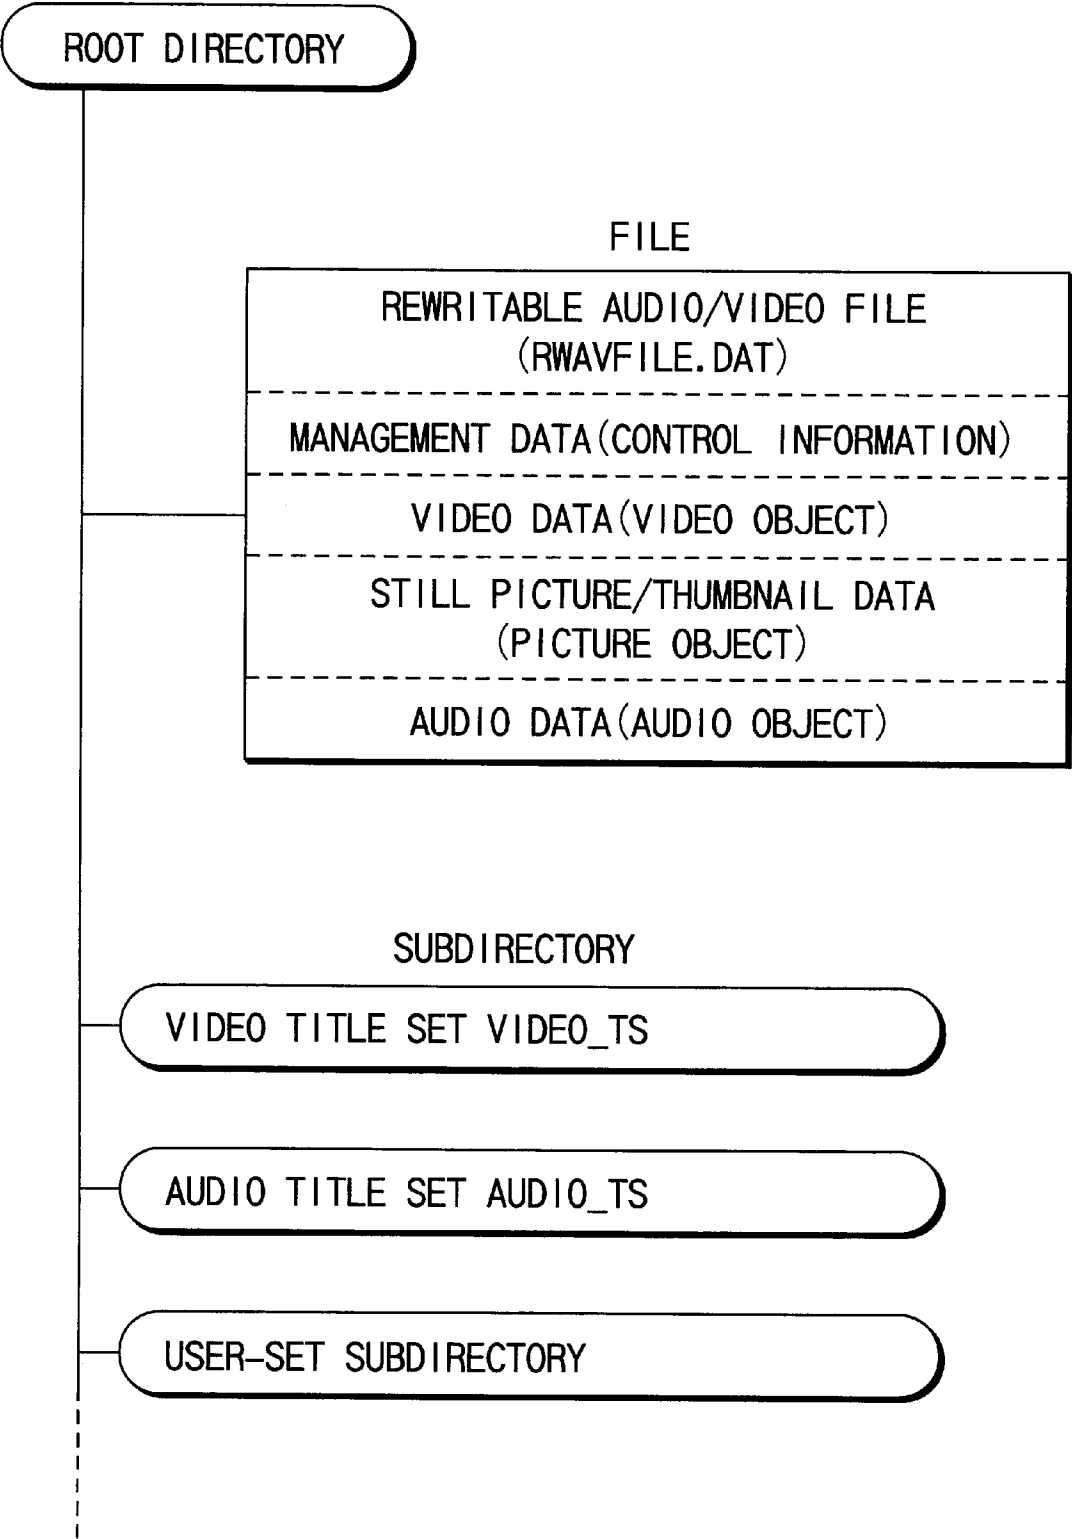 ROOT DIRECTORY
FILE
REWRITABLE AUDIO/VIDEO FILE
(RWAVFILE.DAT)
MANAGEMENT DATA(CONTROL INFORMATION)
VIDEO DATA(VIDEO OBJECT)
STILL PICTURE/THUMBNAIL DATA
(PICTURE OBJECT)
AUDIO DATA(AUDIO OBJECT)
SUBDIRECTORY
VIDEO TITLE SET VIDEO_TS
AUDIO TITLE SET AUDIO_TS
USER-SET SUBDIRECTORY